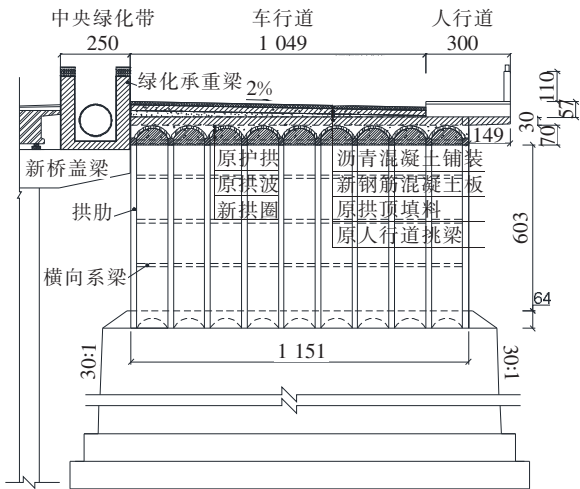 中央绿化带 车行道 人行道
250 1 049 300
绿化承重梁 2%
110
57
30
70
149
新桥盖梁 原护拱 沥青混凝土铺装
原拱波 新钢筋混凝土板
拱肋 新拱圈 原拱顶填料
原人行道挑梁
603
横向系梁
64
1 151
30:1 30:1